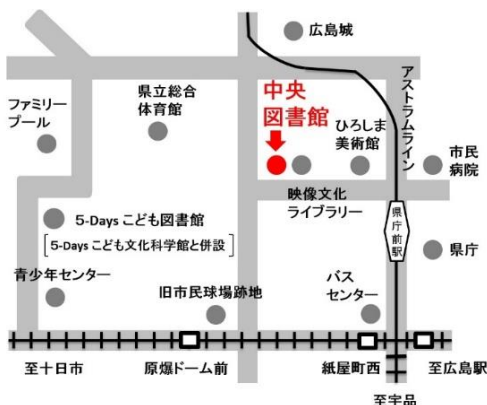 広島城
中央
図書館
県立総合
体育館
ファミリー
プール
ひろしま
美術館
アストラムライン
市民
病院
映像文化
ライブラリー
5-Days こども図書館
[5-Days こども文化科学館と併設]
県庁前駅
県庁
青少年センター
旧市民球場跡地
バス
センター
至十日市
原爆ドーム前
紙屋町西
至広島駅
至宇品